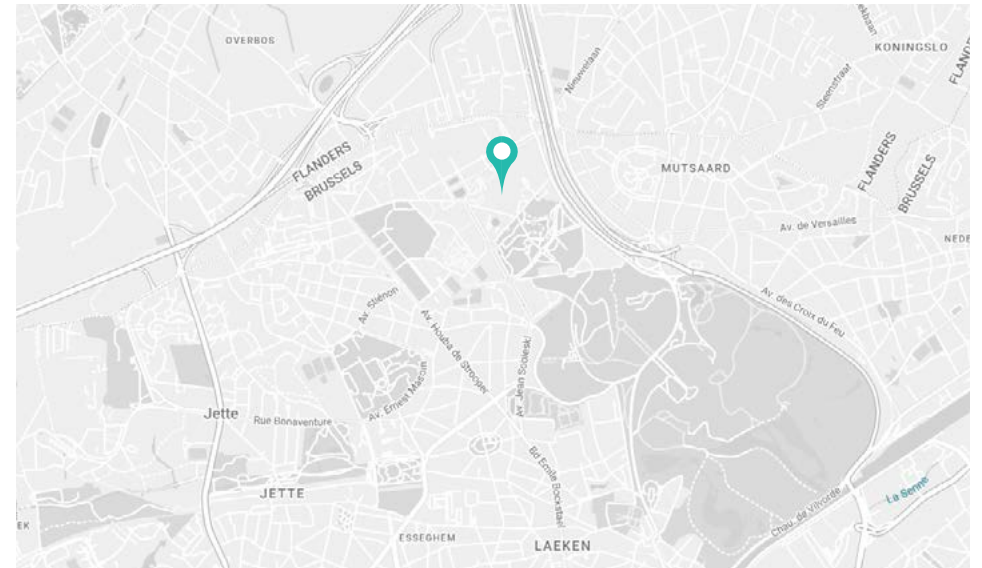 OVERBOS
Nieuwelaan
KONINGSLO
Steenstraat
FLANDERS
BRUSSELS
MUTSAARD
FLANDERS
BRUSSELS
Av. de Versailles
NEDE
Av. des Croix du Feu
Av. Stiénon
Av. Houba de Strooper
Av. Jean Sobieski
Av. Ernest Masoin
Jette
Rue Bonaventure
Bd Emile Bockstael
JETTE
La Senne
Chau. de Vilvorde
EK
ESSEGHEM
LAEKEN